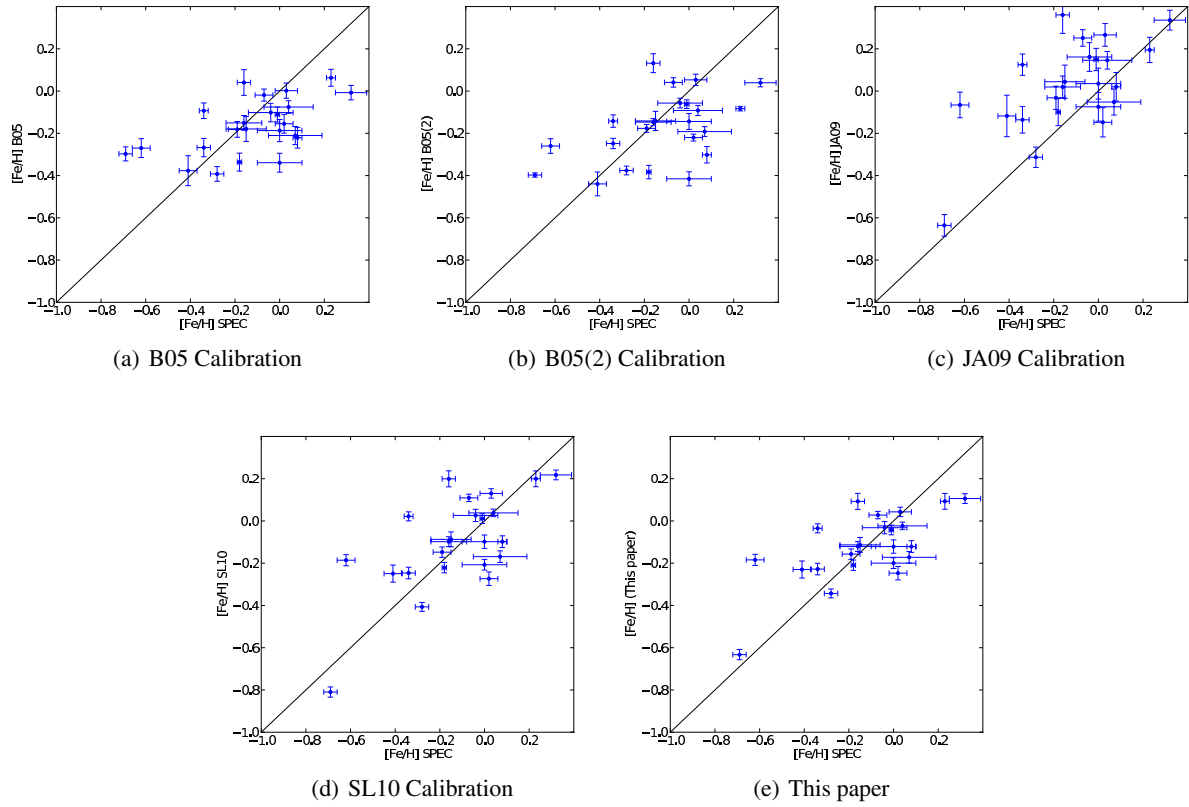 0.4
0.2
0.0
−0.2
−0.4
−0.6
−0.8
−1.0
[Fe/H] B05
−1.0 −0.8 −0.6 −0.4 −0.2 0.0 0.2
[Fe/H] SPEC
(a) B05 Calibration
0.4
0.2
0.0
−0.2
−0.4
−0.6
−0.8
−1.0
[Fe/H] B05(2)
−1.0 −0.8 −0.6 −0.4 −0.2 0.0 0.2
[Fe/H] SPEC
(b) B05(2) Calibration
0.4
0.2
0.0
−0.2
−0.4
−0.6
−0.8
−1.0
[Fe/H] JA09
−1.0 −0.8 −0.6 −0.4 −0.2 0.0 0.2
[Fe/H] SPEC
(c) JA09 Calibration
0.2
0.0
−0.2
−0.4
−0.6
−0.8
−1.0
[Fe/H] SL10
−1.0 −0.8 −0.6 −0.4 −0.2 0.0 0.2
[Fe/H] SPEC
(d) SL10 Calibration
0.2
0.0
−0.2
−0.4
−0.6
−0.8
−1.0
[Fe/H] (This paper)
−1.0 −0.8 −0.6 −0.4 −0.2 0.0 0.2
[Fe/H] SPEC
(e) This paper